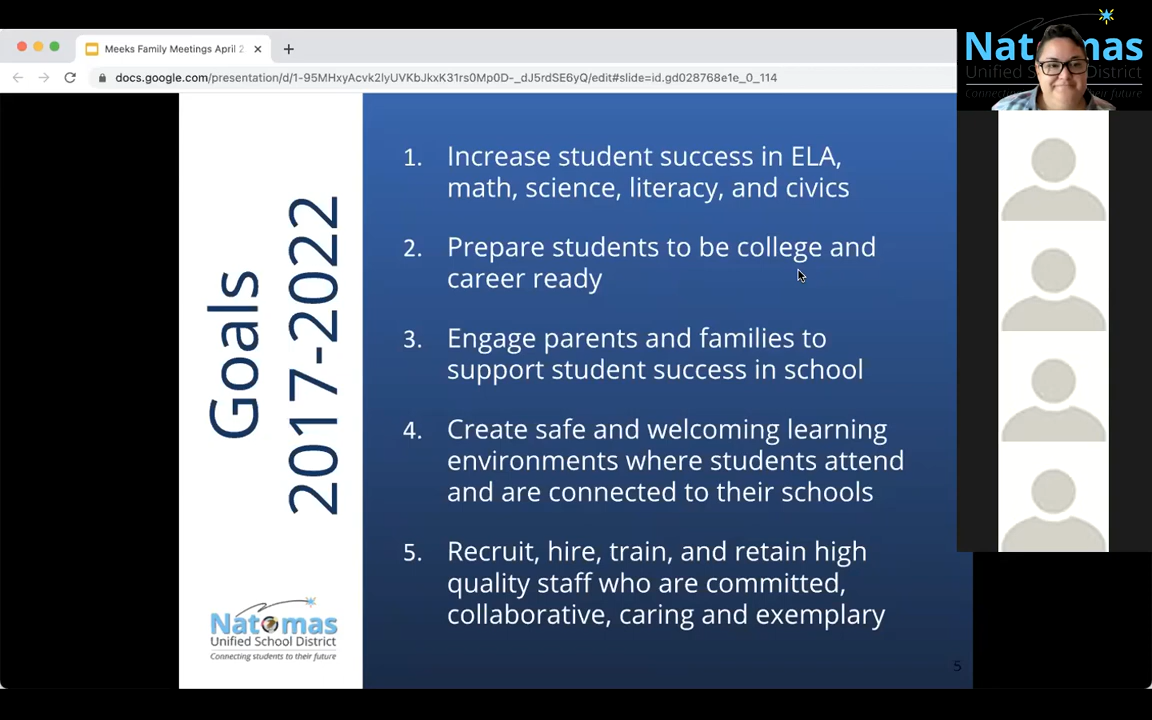 Meeks Family Meetings April 2
docs.google.com/presentation/d/1-95MHxyAcvk2lyUVKbJkxK31rs0Mp0D-_dJ5rdSE6yQ/edit#slide=id.gd028768e1e_0_114
Nat mas
Unified School District
Goals
2017-2022
1. Increase student success in ELA,
math, science, literacy, and civics
2. Prepare students to be college and
career ready
3. Engage parents and families to
support student success in school
4. Create safe and welcoming learning
environments where students attend
and are connected to their schools
5. Recruit, hire, train, and retain high
quality staff who are committed,
collaborative, caring and exemplary
Natomas
Unified School District
Connecting students to their future
5